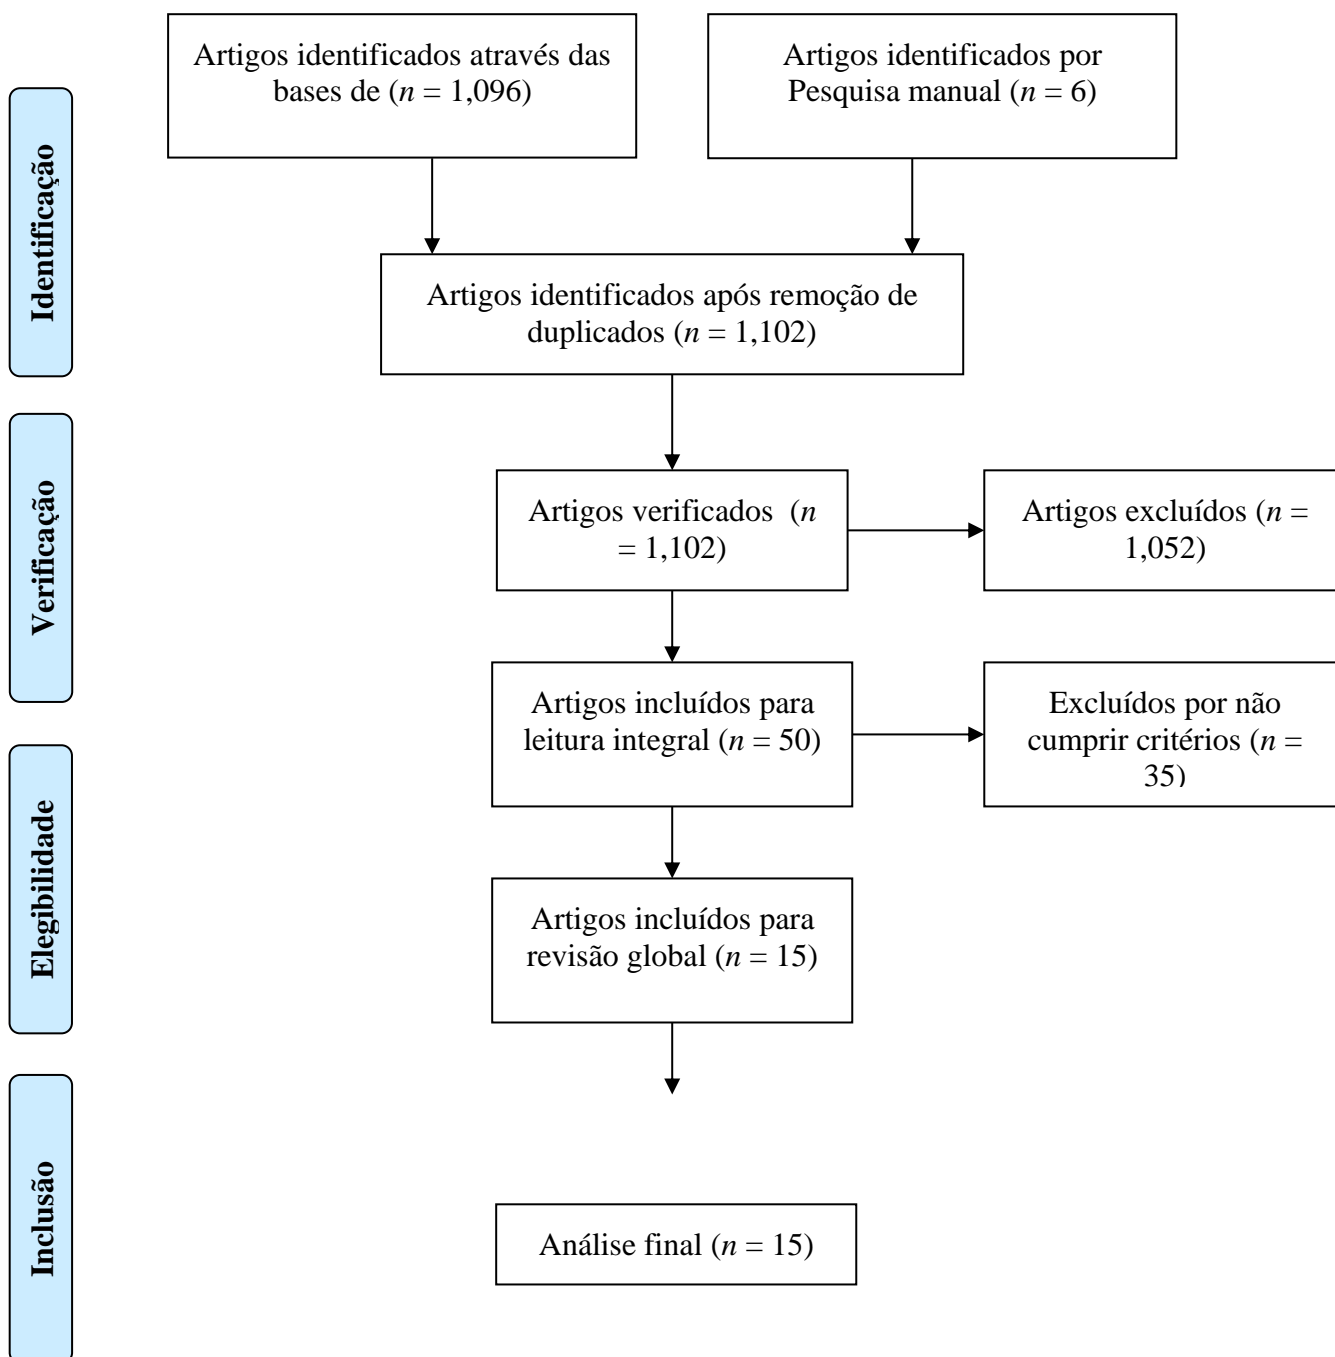 Artigos identificados através das
bases de (n = 1,096)
Artigos identificados por
Pesquisa manual (n = 6)
Identificação
Artigos identificados após remoção de
duplicados (n = 1,102)
Verificação
Artigos verificados (n
= 1,102)
Artigos excluídos (n =
1,052)
Artigos incluídos para
leitura integral (n = 50)
Excluídos por não
cumprir critérios (n =
35)
Elegibilidade
Artigos incluídos para
revisão global (n = 15)
Inclusão
Análise final (n = 15)